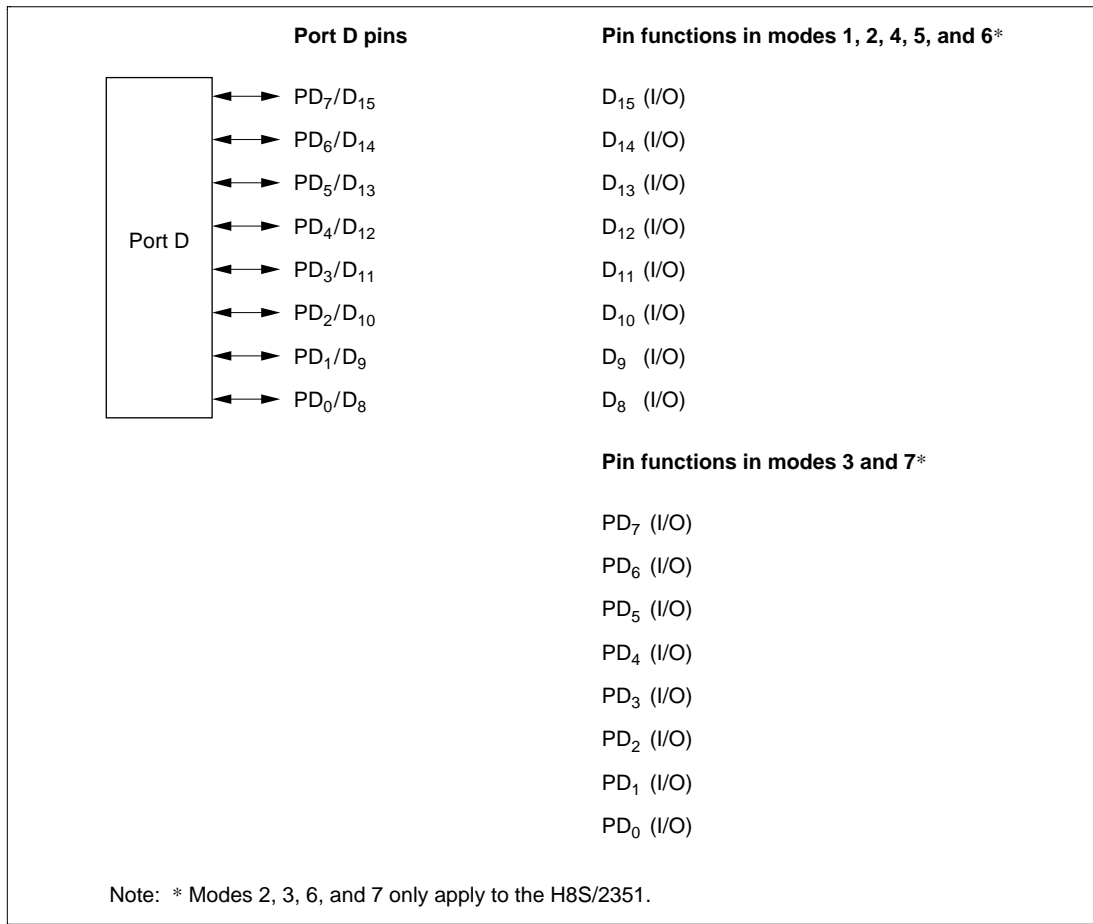 Port D pins Pin functions in modes 1, 2, 4, 5, and 6*
Port D
PD7/D15 D15 (I/O)
PD6/D14 D14 (I/O)
PD5/D13 D13 (I/O)
PD4/D12 D12 (I/O)
PD3/D11 D11 (I/O)
PD2/D10 D10 (I/O)
PD1/D9 D9 (I/O)
PD0/D8 D8 (I/O)
Pin functions in modes 3 and 7*
PD7 (I/O)
PD6 (I/O)
PD5 (I/O)
PD4 (I/O)
PD3 (I/O)
PD2 (I/O)
PD1 (I/O)
PD0 (I/O)
Note: * Modes 2, 3, 6, and 7 only apply to the H8S/2351.